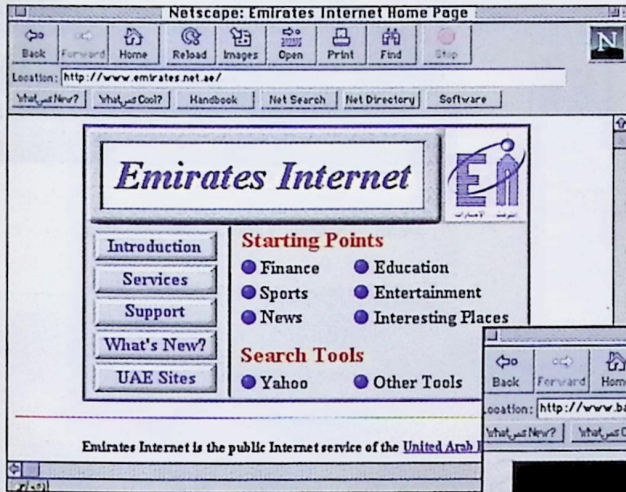 Netscape: Emirates Internet Home Page
Back Forward Home Reload Images Open Print Find Stop
N
Location: http://www.emirates.net.ae/
Handbook Net Search Net Directory Software
Emirates Internet
Introduction
Services
Support
What's New?
UAE Sites
Starting Points
Finance Education
Sports Entertainment
News Interesting Places
Search Tools
Yahoo Other Tools
Emirates Internet is the public Internet service of the United Arab
Back Forward Hom
ocation: http://www.ba